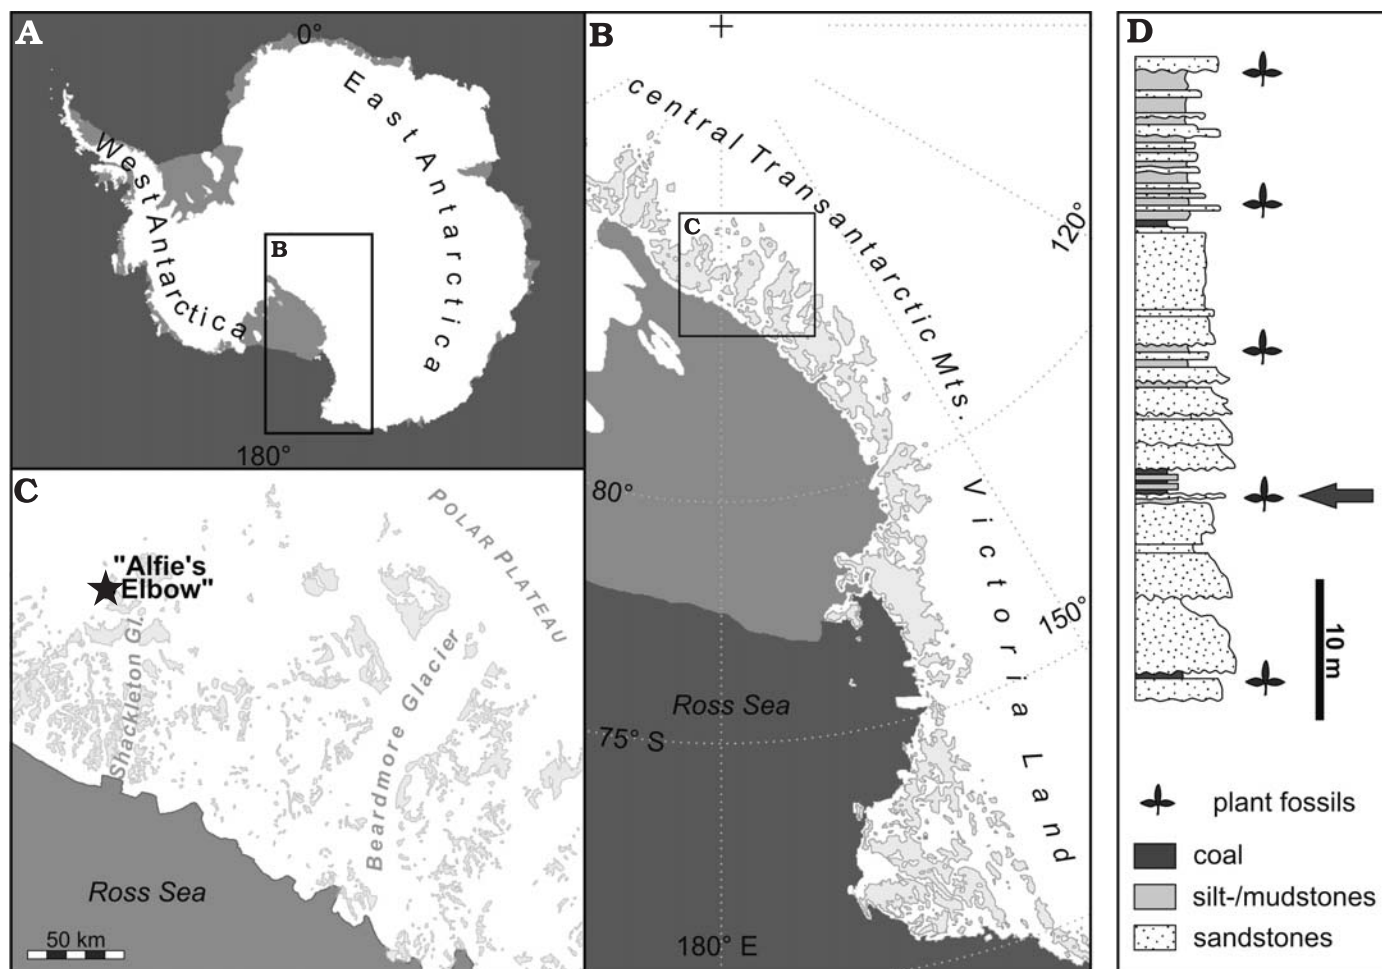 A
0°
East Antarctica
West Antarctica
B
180°
B
central Transantarctic Mts.
C
120°
80°
Victoria Land
150°
Ross Sea
75° S
180° E
C
POLAR PLATEAU
"Alfie's
Elbow"
Shackleton Gl.
Beardmore Glacier
Ross Sea
50 km
D
10 m
plant fossils
coal
silt-/mudstones
sandstones